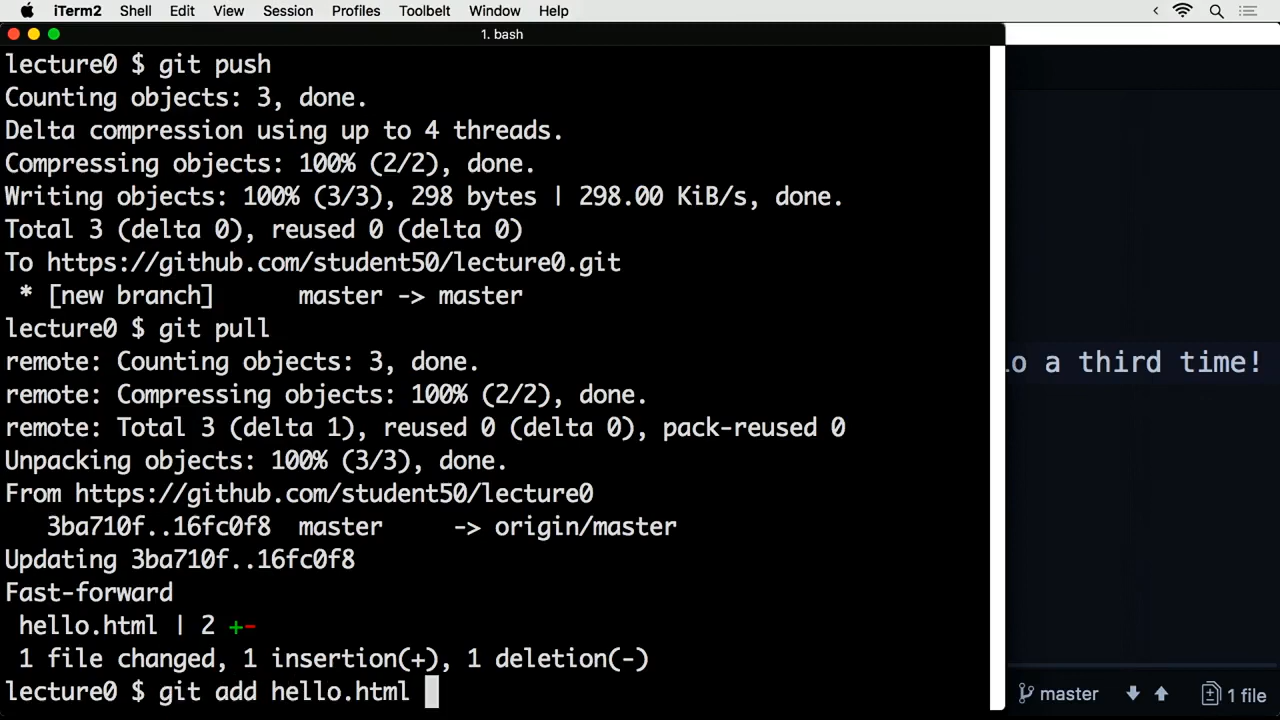 iTerm2 Shell Edit View Session Profiles Toolbelt Window Help
1. bash
lecture0 $ git push
Counting objects: 3, done.
Delta compression using up to 4 threads.
Compressing objects: 100% (2/2), done.
Writing objects: 100% (3/3), 298 bytes | 298.00 KiB/s, done.
Total 3 (delta 0), reused 0 (delta 0)
To https://github.com/student50/lecture0.git
* [new branch] master -> master
lecture0 $ git pull
remote: Counting objects: 3, done.
remote: Compressing objects: 100% (2/2), done.
remote: Total 3 (delta 1), reused 0 (delta 0), pack-reused 0
Unpacking objects: 100% (3/3), done.
From https://github.com/student50/lecture0
3ba710f..16fc0f8 master -> origin/master
Updating 3ba710f..16fc0f8
Fast-forward
hello.html | 2 +-
1 file changed, 1 insertion(+), 1 deletion(-)
lecture0 $ git add hello.html
a third time!
master 1 file